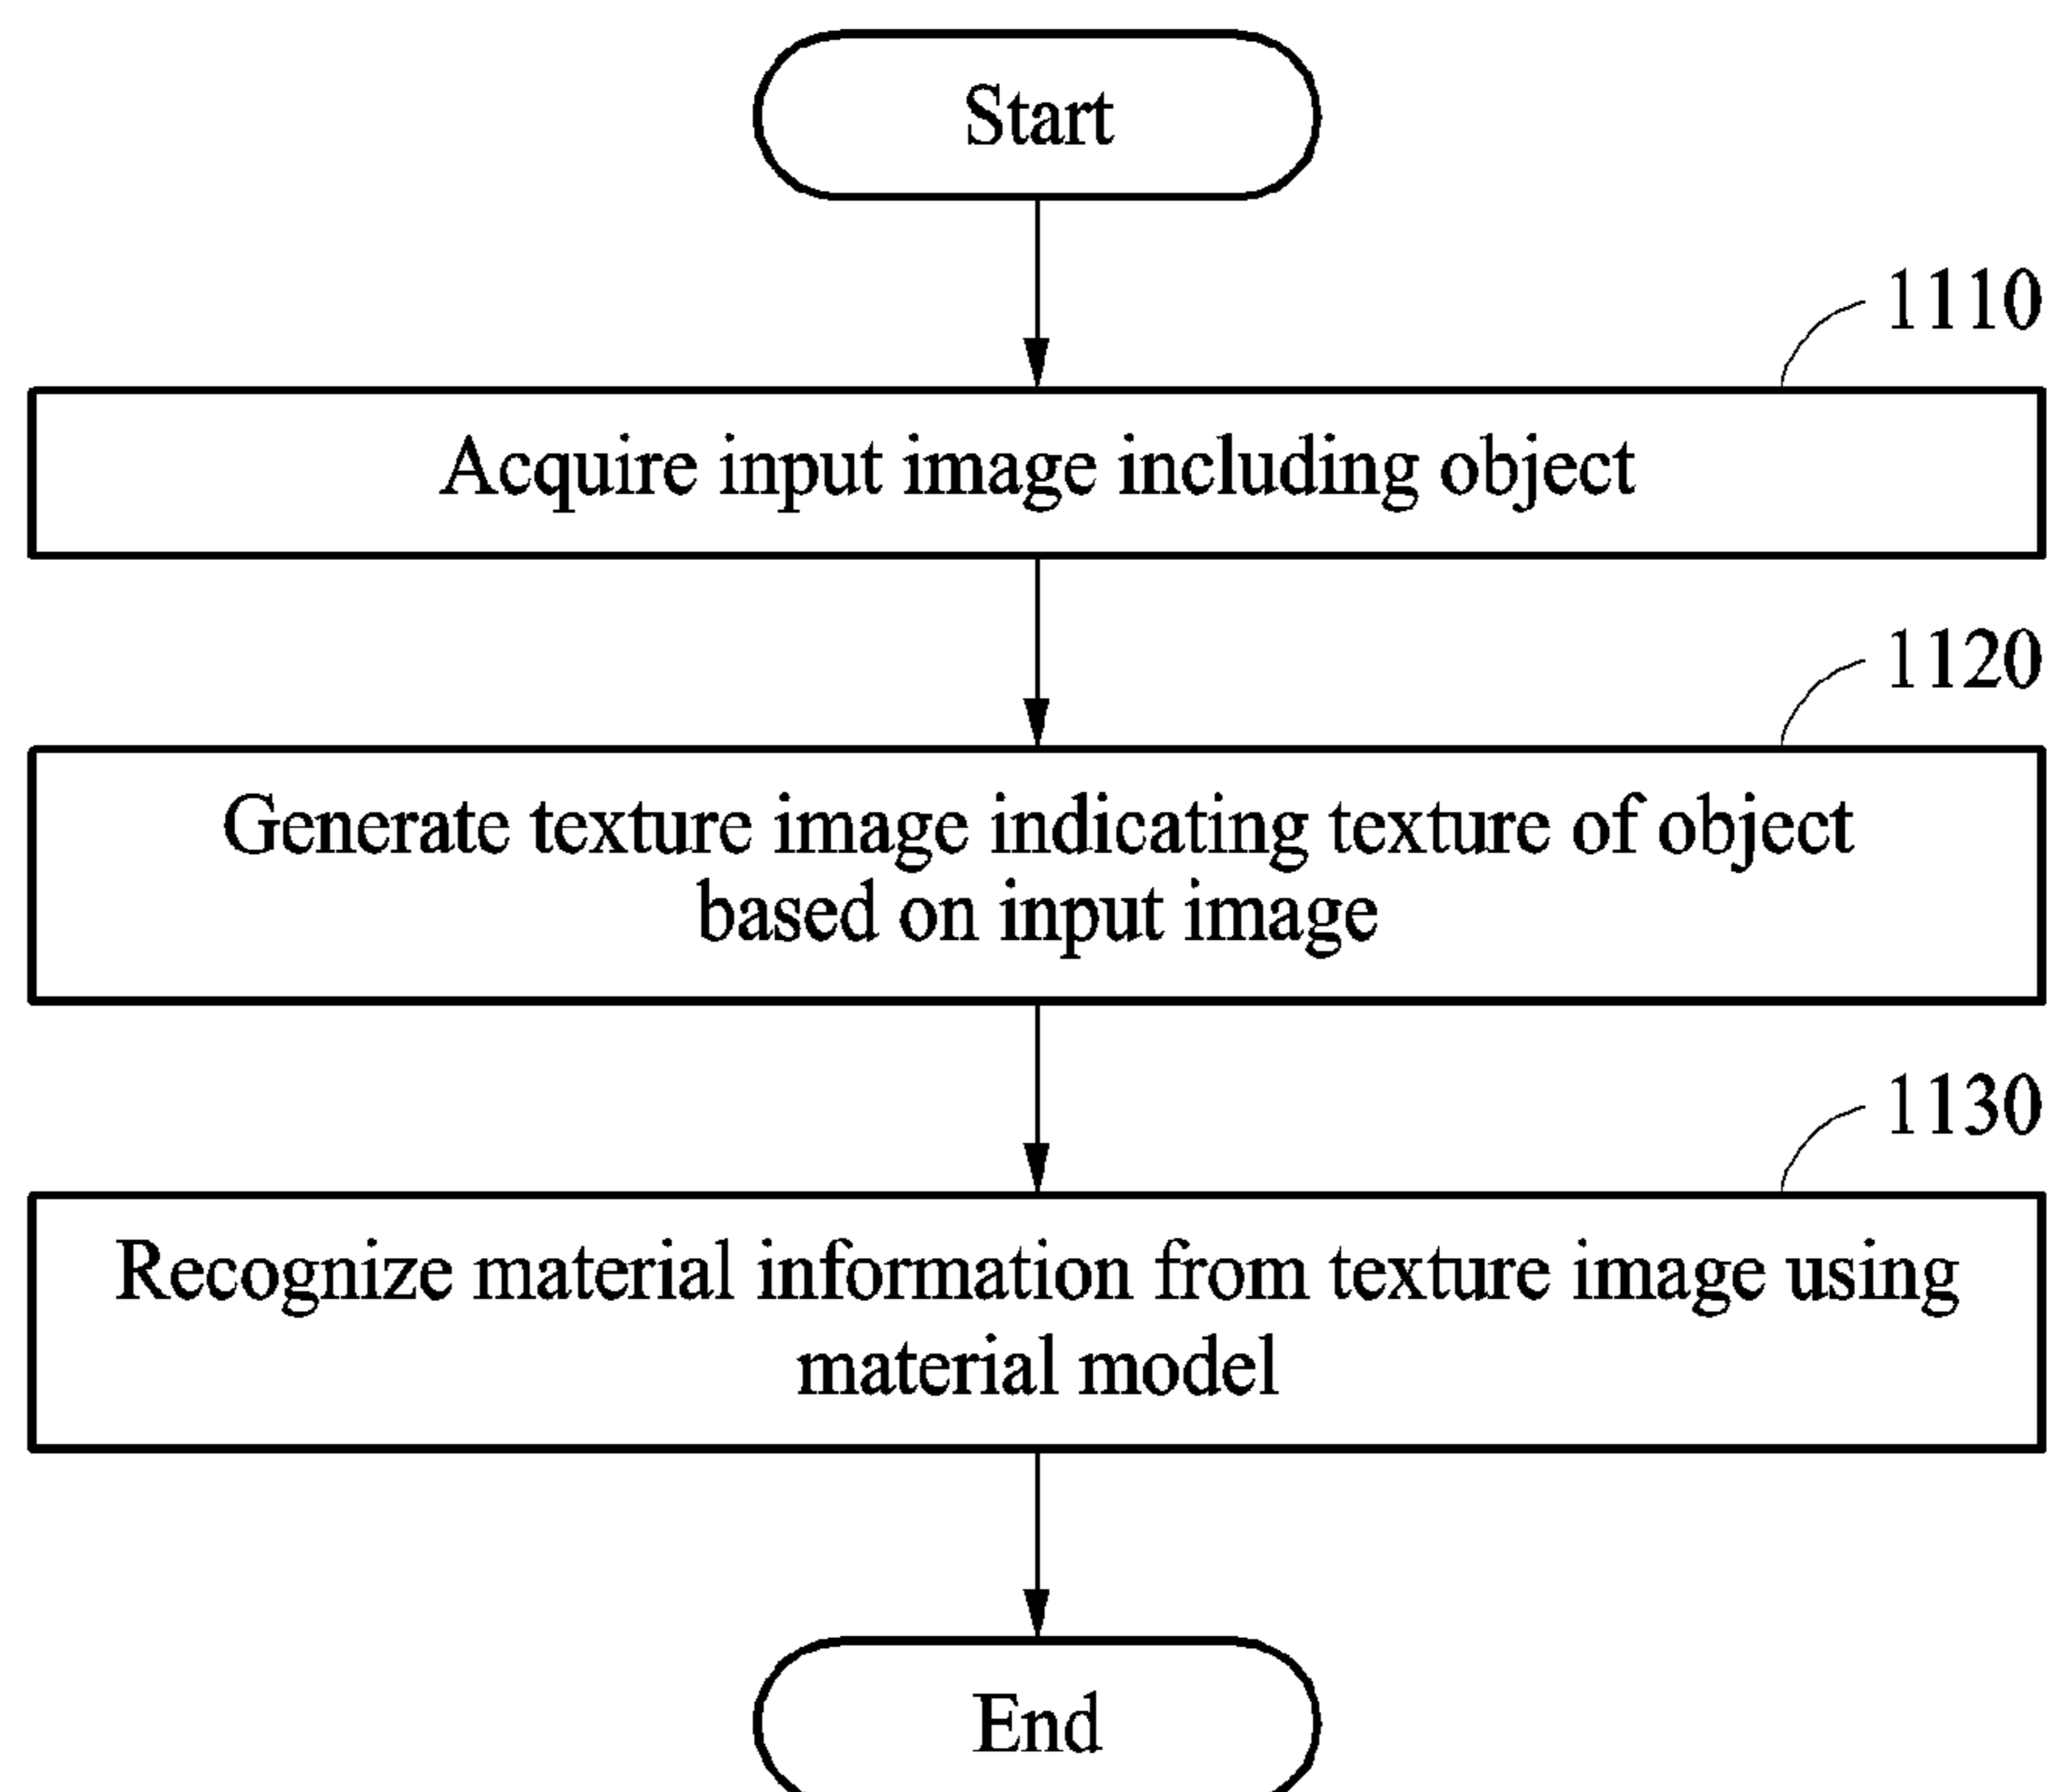 Start
1110
Acquire input image including object
1120
Generate texture image indicating texture of object
based on input image
1130
Recognize material information from texture image using
material model
End